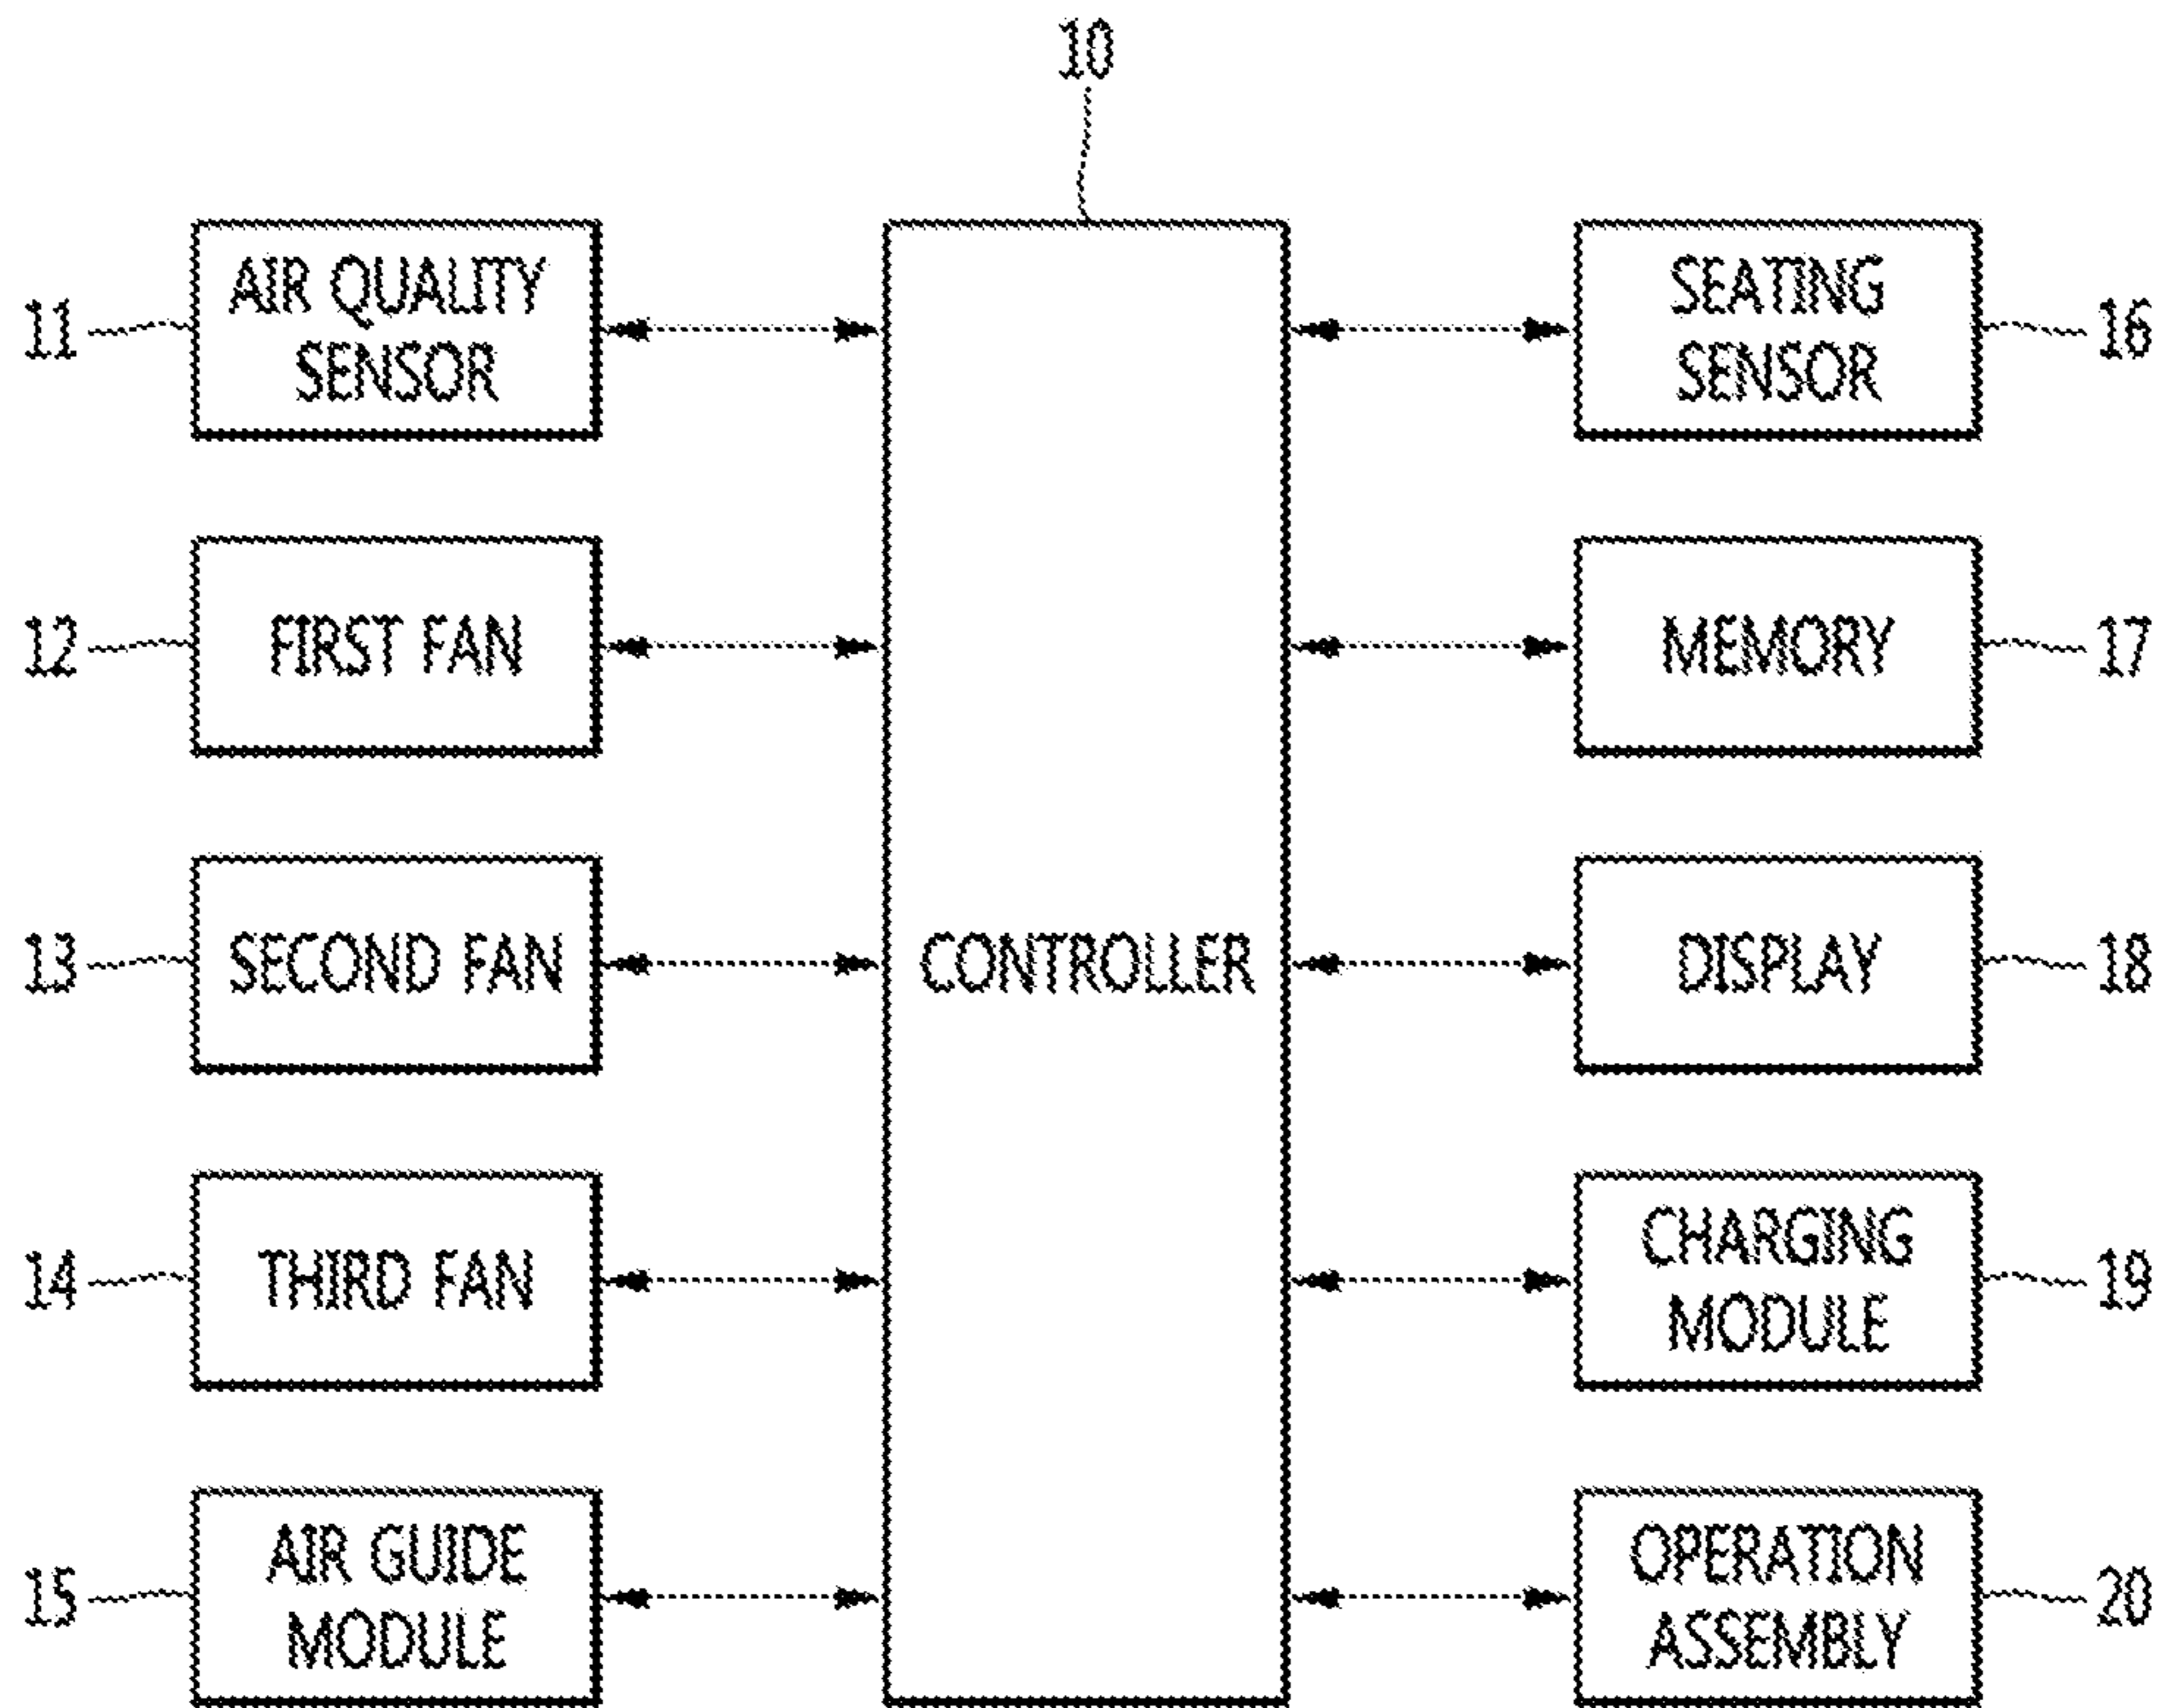 10
11
AIR QUALITY
SENSOR
12
FIRST FAN
13
SECOND FAN
14
THIRD FAN
15
AIR GUIDE
MODULE
CONTROLLER
SEATING
SENSOR
16
MEMORY
17
DISPLAY
18
CHARGING
MODULE
19
OPERATION
ASSEMBLY
20